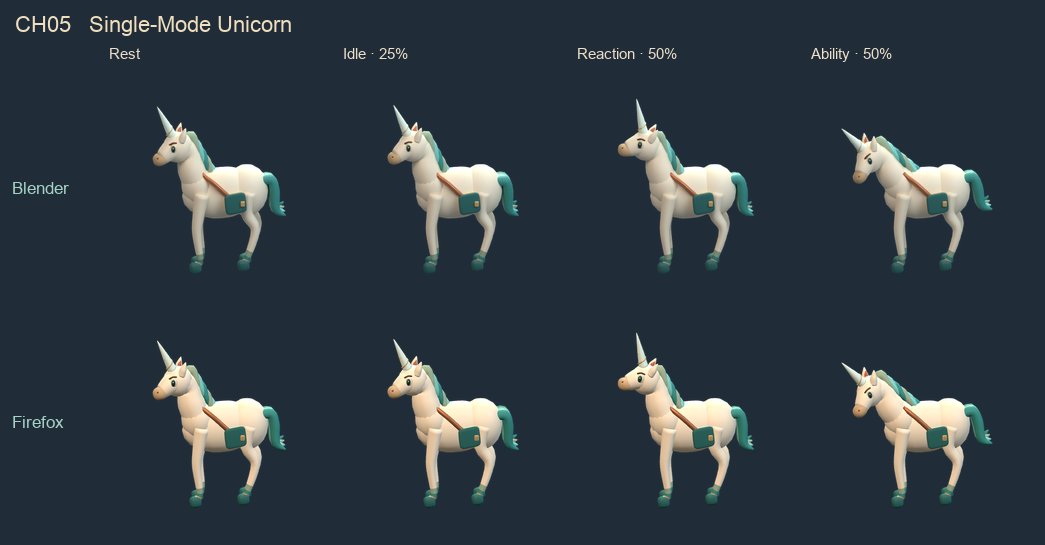 CH05 Single-Mode Unicorn
Rest Idle · 25% Reaction · 50% Ability · 50%
Blender
Firefox